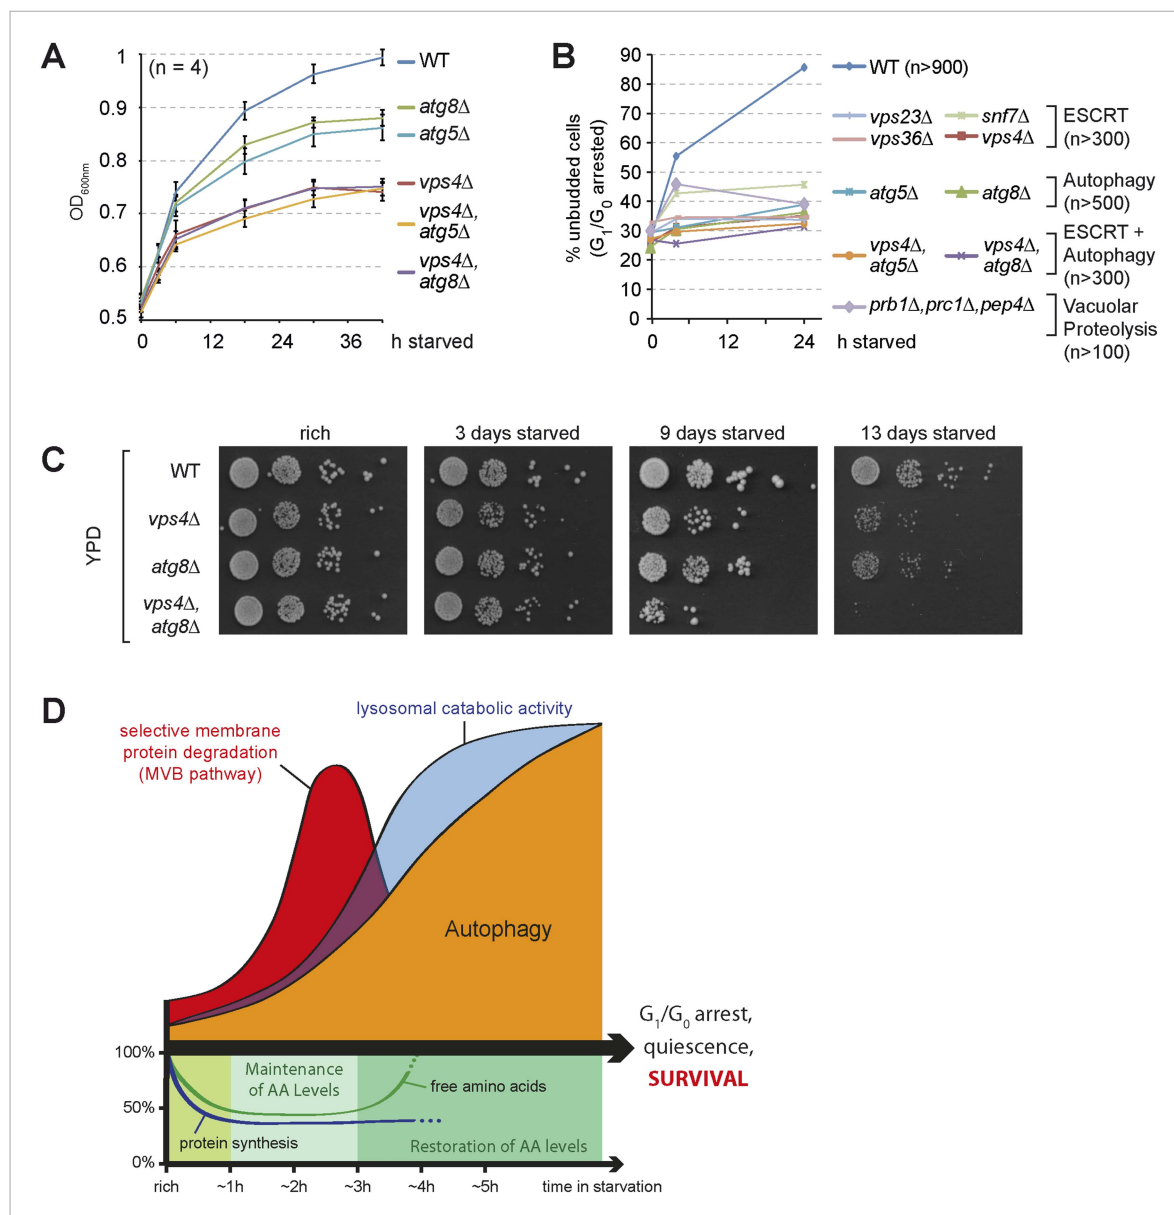 A
(n = 4)
1
0.9
0.8
0.7
0.6
0.5
OD600nm
0
12
24
36
h starved
WT
atg8Δ
atg5Δ
vps4Δ
vps4Δ,
atg5Δ
vps4Δ,
atg8Δ
B
90
80
70
60
50
40
30
20
10
0
% unbudded cells
(G1/G0 arrested)
0
12
24
h starved
WT (n>900)
vps23Δ
snf7Δ
vps36Δ
vps4Δ
ESCRT
(n>300)
atg5Δ
atg8Δ
Autophagy
(n>500)
vps4Δ,
atg5Δ
vps4Δ,
atg8Δ
ESCRT +
Autophagy
(n>300)
prb1Δ,prc1Δ,pep4Δ
Vacuolar
Proteolysis
(n>100)
C
rich
3 days starved
9 days starved
13 days starved
YPD
WT
vps4Δ
atg8Δ
vps4Δ,
atg8Δ
D
lysosomal catabolic activity
selective membrane
protein degradation
(MVB pathway)
Autophagy
G1/G0 arrest,
quiescence,
SURVIVAL
100%
50%
0%
Maintenance
of AA Levels
free amino acids
protein synthesis
Restoration of AA levels
rich
~1h
~2h
~3h
~4h
~5h
time in starvation